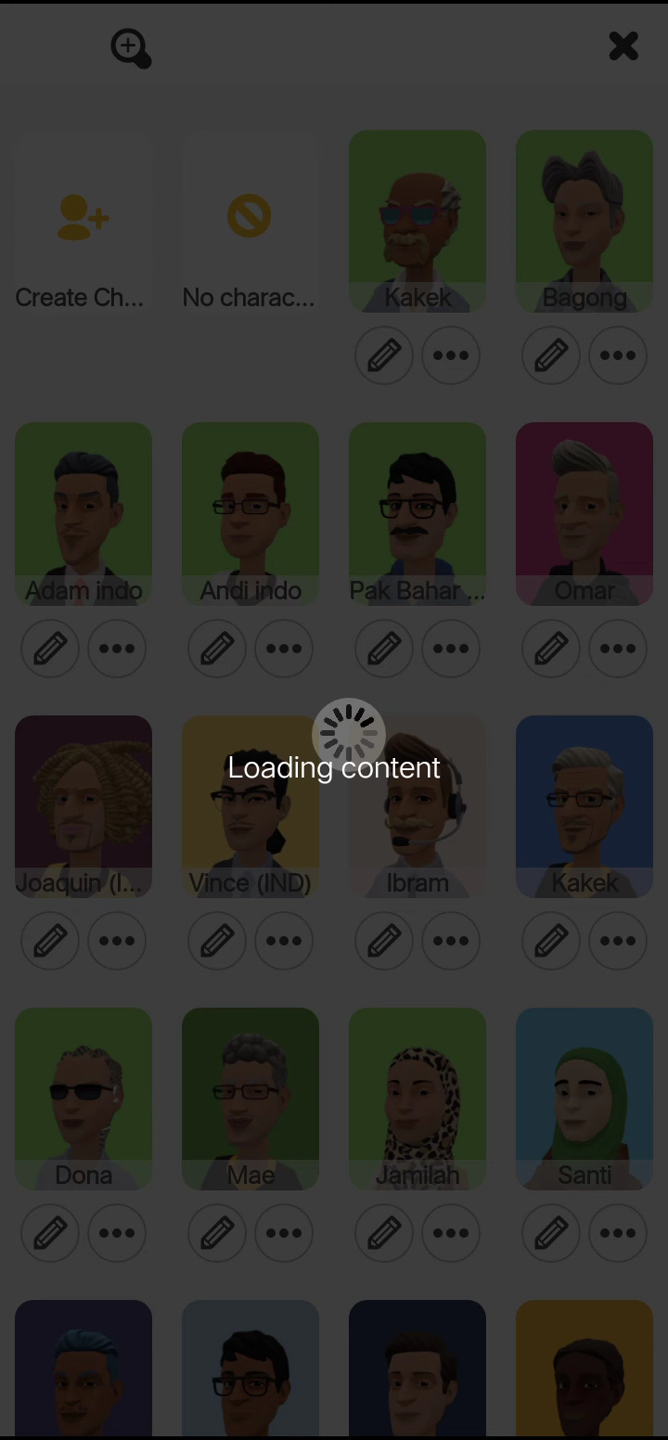 Create Ch...
No charac...
Kakek
Bagong
Adam indo
Andi indo
Pak Bahar ...
Omar
Loading content
Joaquin (I...
Vince (IND)
Ibram
Kakek
Dona
Mae
Jamilah
Santi